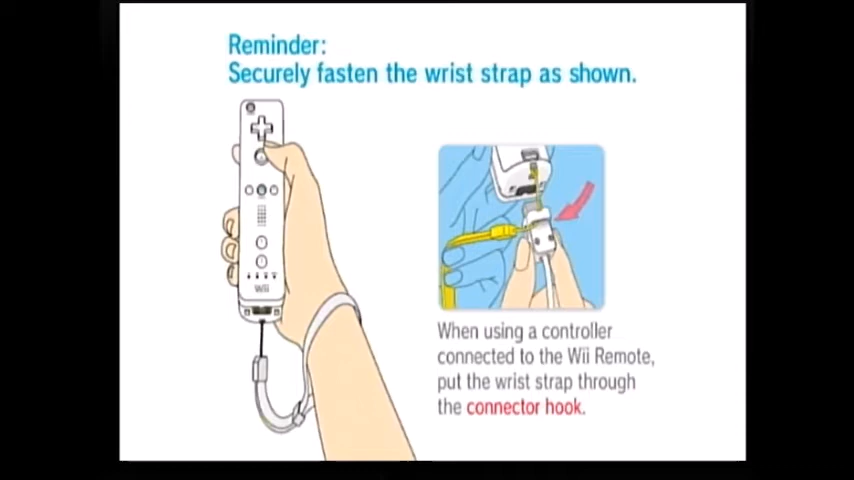 Reminder:
Securely fasten the wrist strap as shown.
Wii
When using a controller
connected to the Wii Remote,
put the wrist strap through
the connector hook.